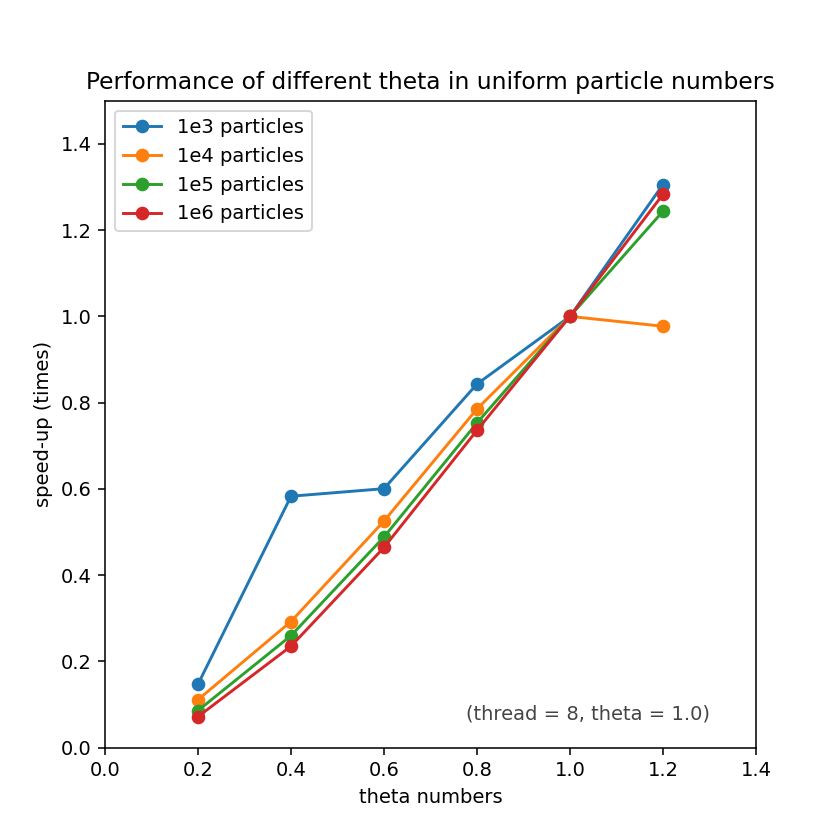 Performance of different theta in uniform particle numbers
1e3 particles
1e4 particles
1e5 particles
1e6 particles
speed-up (times)
1.4
1.2
1.0
0.8
0.6
0.4
0.2
0.0
(thread = 8, theta = 1.0)
0.0 0.2 0.4 0.6 0.8 1.0 1.2 1.4
theta numbers